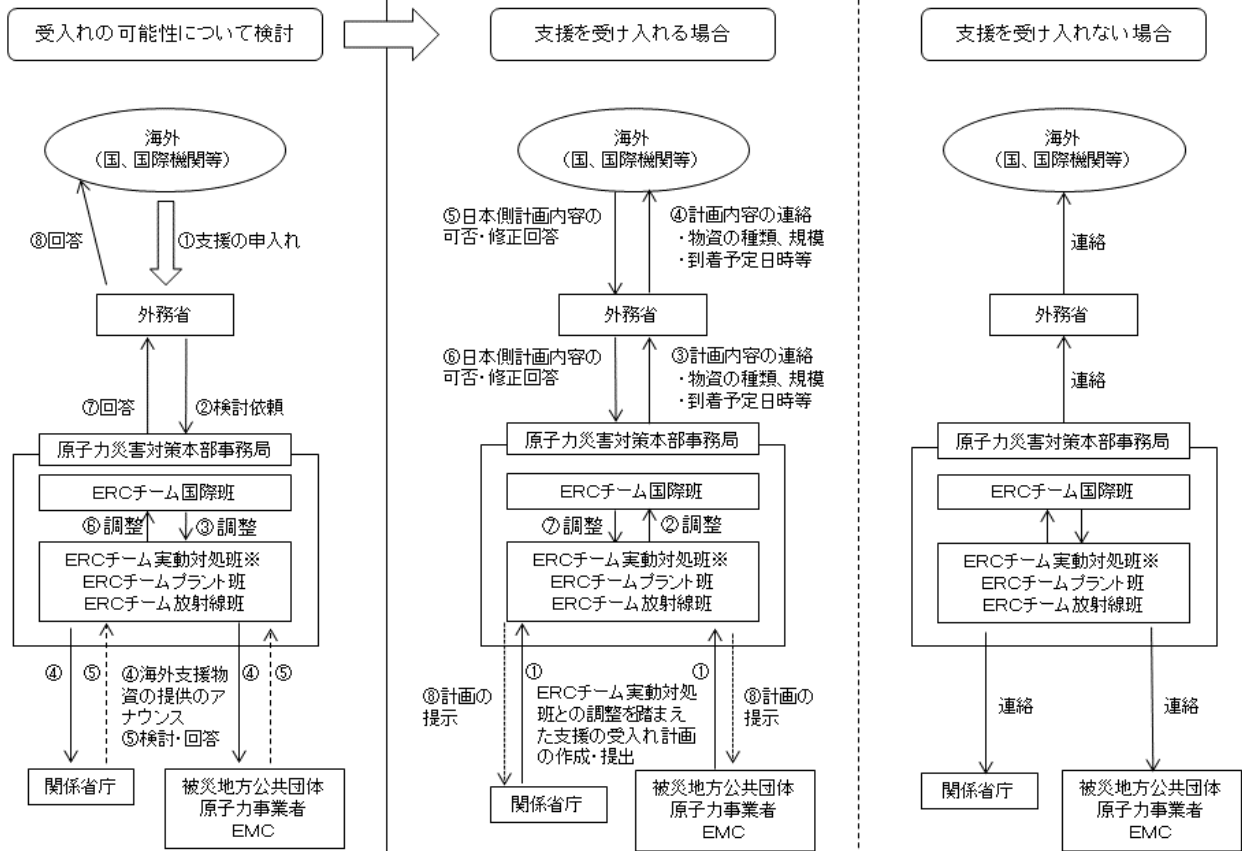 受入れの可能性について検討
海外
（国、国際機関等）
⑧回答
①支援の申入れ
外務省
⑦回答
②検討依頼
原子力災害対策本部事務局
ERCチーム国際班
⑥調整
③調整
ERCチーム実動対処班※
ERCチームプラント班
ERCチーム放射線班
④
⑤
④海外支援物
資の提供のア
ナウンス
⑤検討・回答
④
⑤
関係省庁
被災地方公共団体
原子力事業者
EMC
支援を受け入れる場合
海外
（国、国際機関等）
⑤日本側計画内容の
可否・修正回答
④計画内容の連絡
・物資の種類、規模
・到着予定日時等
外務省
⑥日本側計画内容の
可否・修正回答
③計画内容の連絡
・物資の種類、規模
・到着予定日時等
原子力災害対策本部事務局
ERCチーム国際班
⑦調整
②調整
ERCチーム実動対処班※
ERCチームプラント班
ERCチーム放射線班
⑧計画の
提示
①
ERCチーム実動対処
班との調整を踏まえ
た支援の受入れ計画
の作成・提出
①
⑧計画の
提示
関係省庁
被災地方公共団体
原子力事業者
EMC
支援を受け入れない場合
海外
（国、国際機関等）
連絡
外務省
連絡
原子力災害対策本部事務局
ERCチーム国際班
ERCチーム実動対処班※
ERCチームプラント班
ERCチーム放射線班
連絡
連絡
関係省庁
被災地方公共団体
原子力事業者
EMC